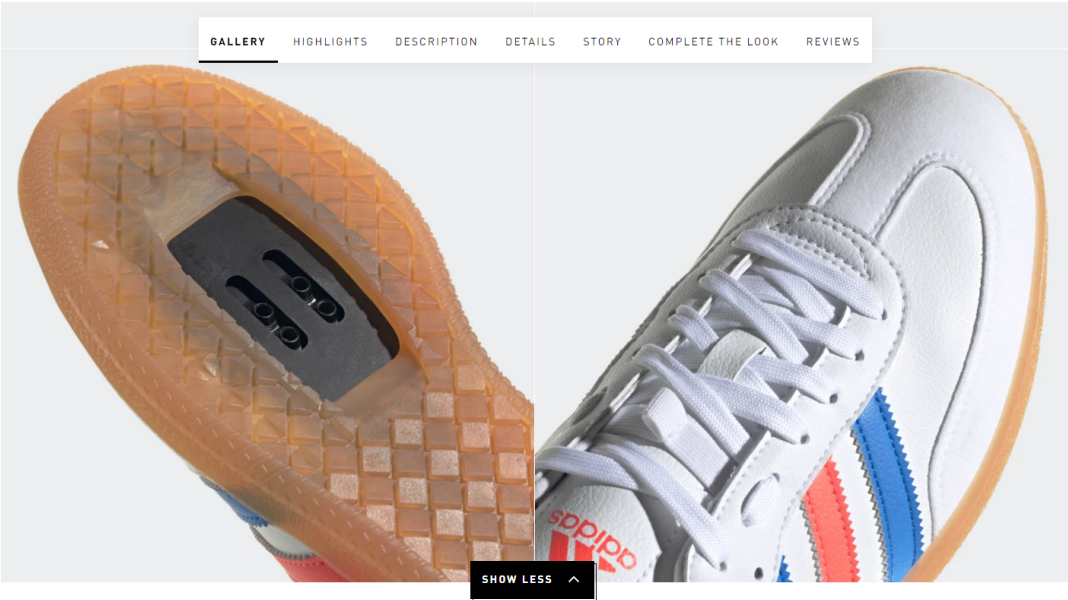 GALLERY HIGHLIGHTS DESCRIPTION DETAILS STORY COMPLETE THE LOOK REVIEWS
adidas
SHOW LESS